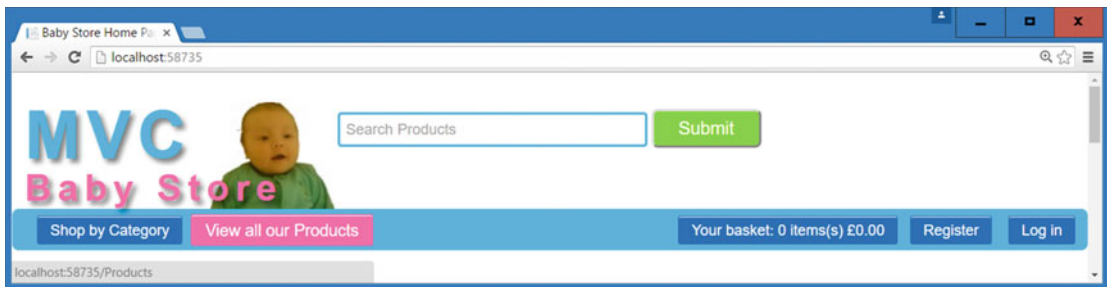 Baby Store Home Pa
localhost:58735
MVC
Baby Store
Search Products
Submit
Shop by Category
View all our Products
Your basket: 0 items(s) £0.00
Register
Log in
localhost:58735/Products